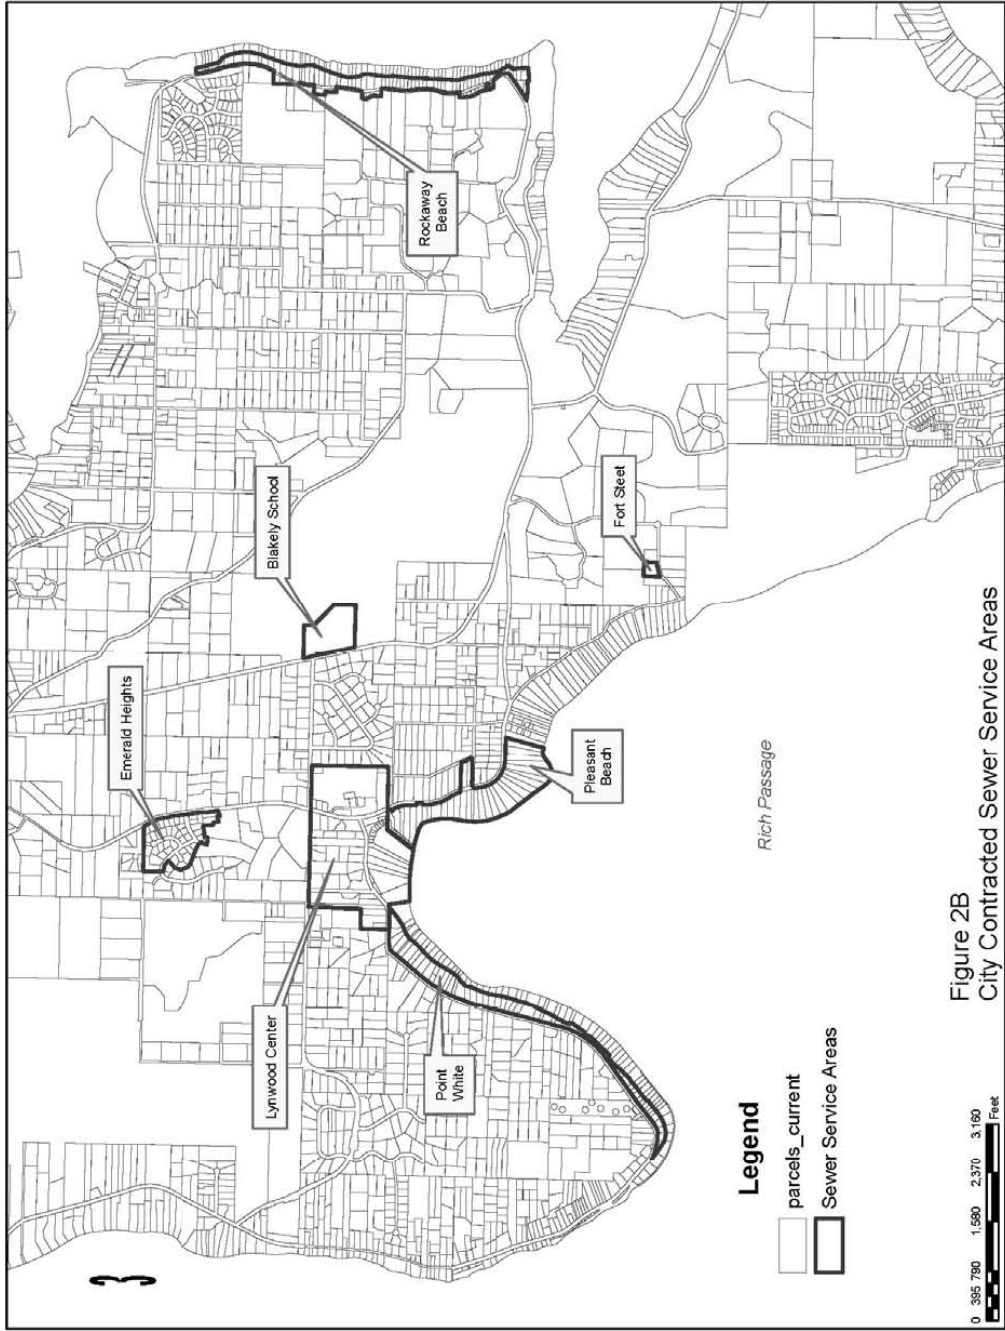 Emerald Heights
Blakely School
Rockaway
Beach
Lynwood Center
Point
White
Pleasant
Beach
Fort Steet
Rich Passage
Legend
parcels_current
Sewer Service Areas
0 395 790 1,580 2,370 3,160
Feet
Figure 2B
City Contracted Sewer Service Areas